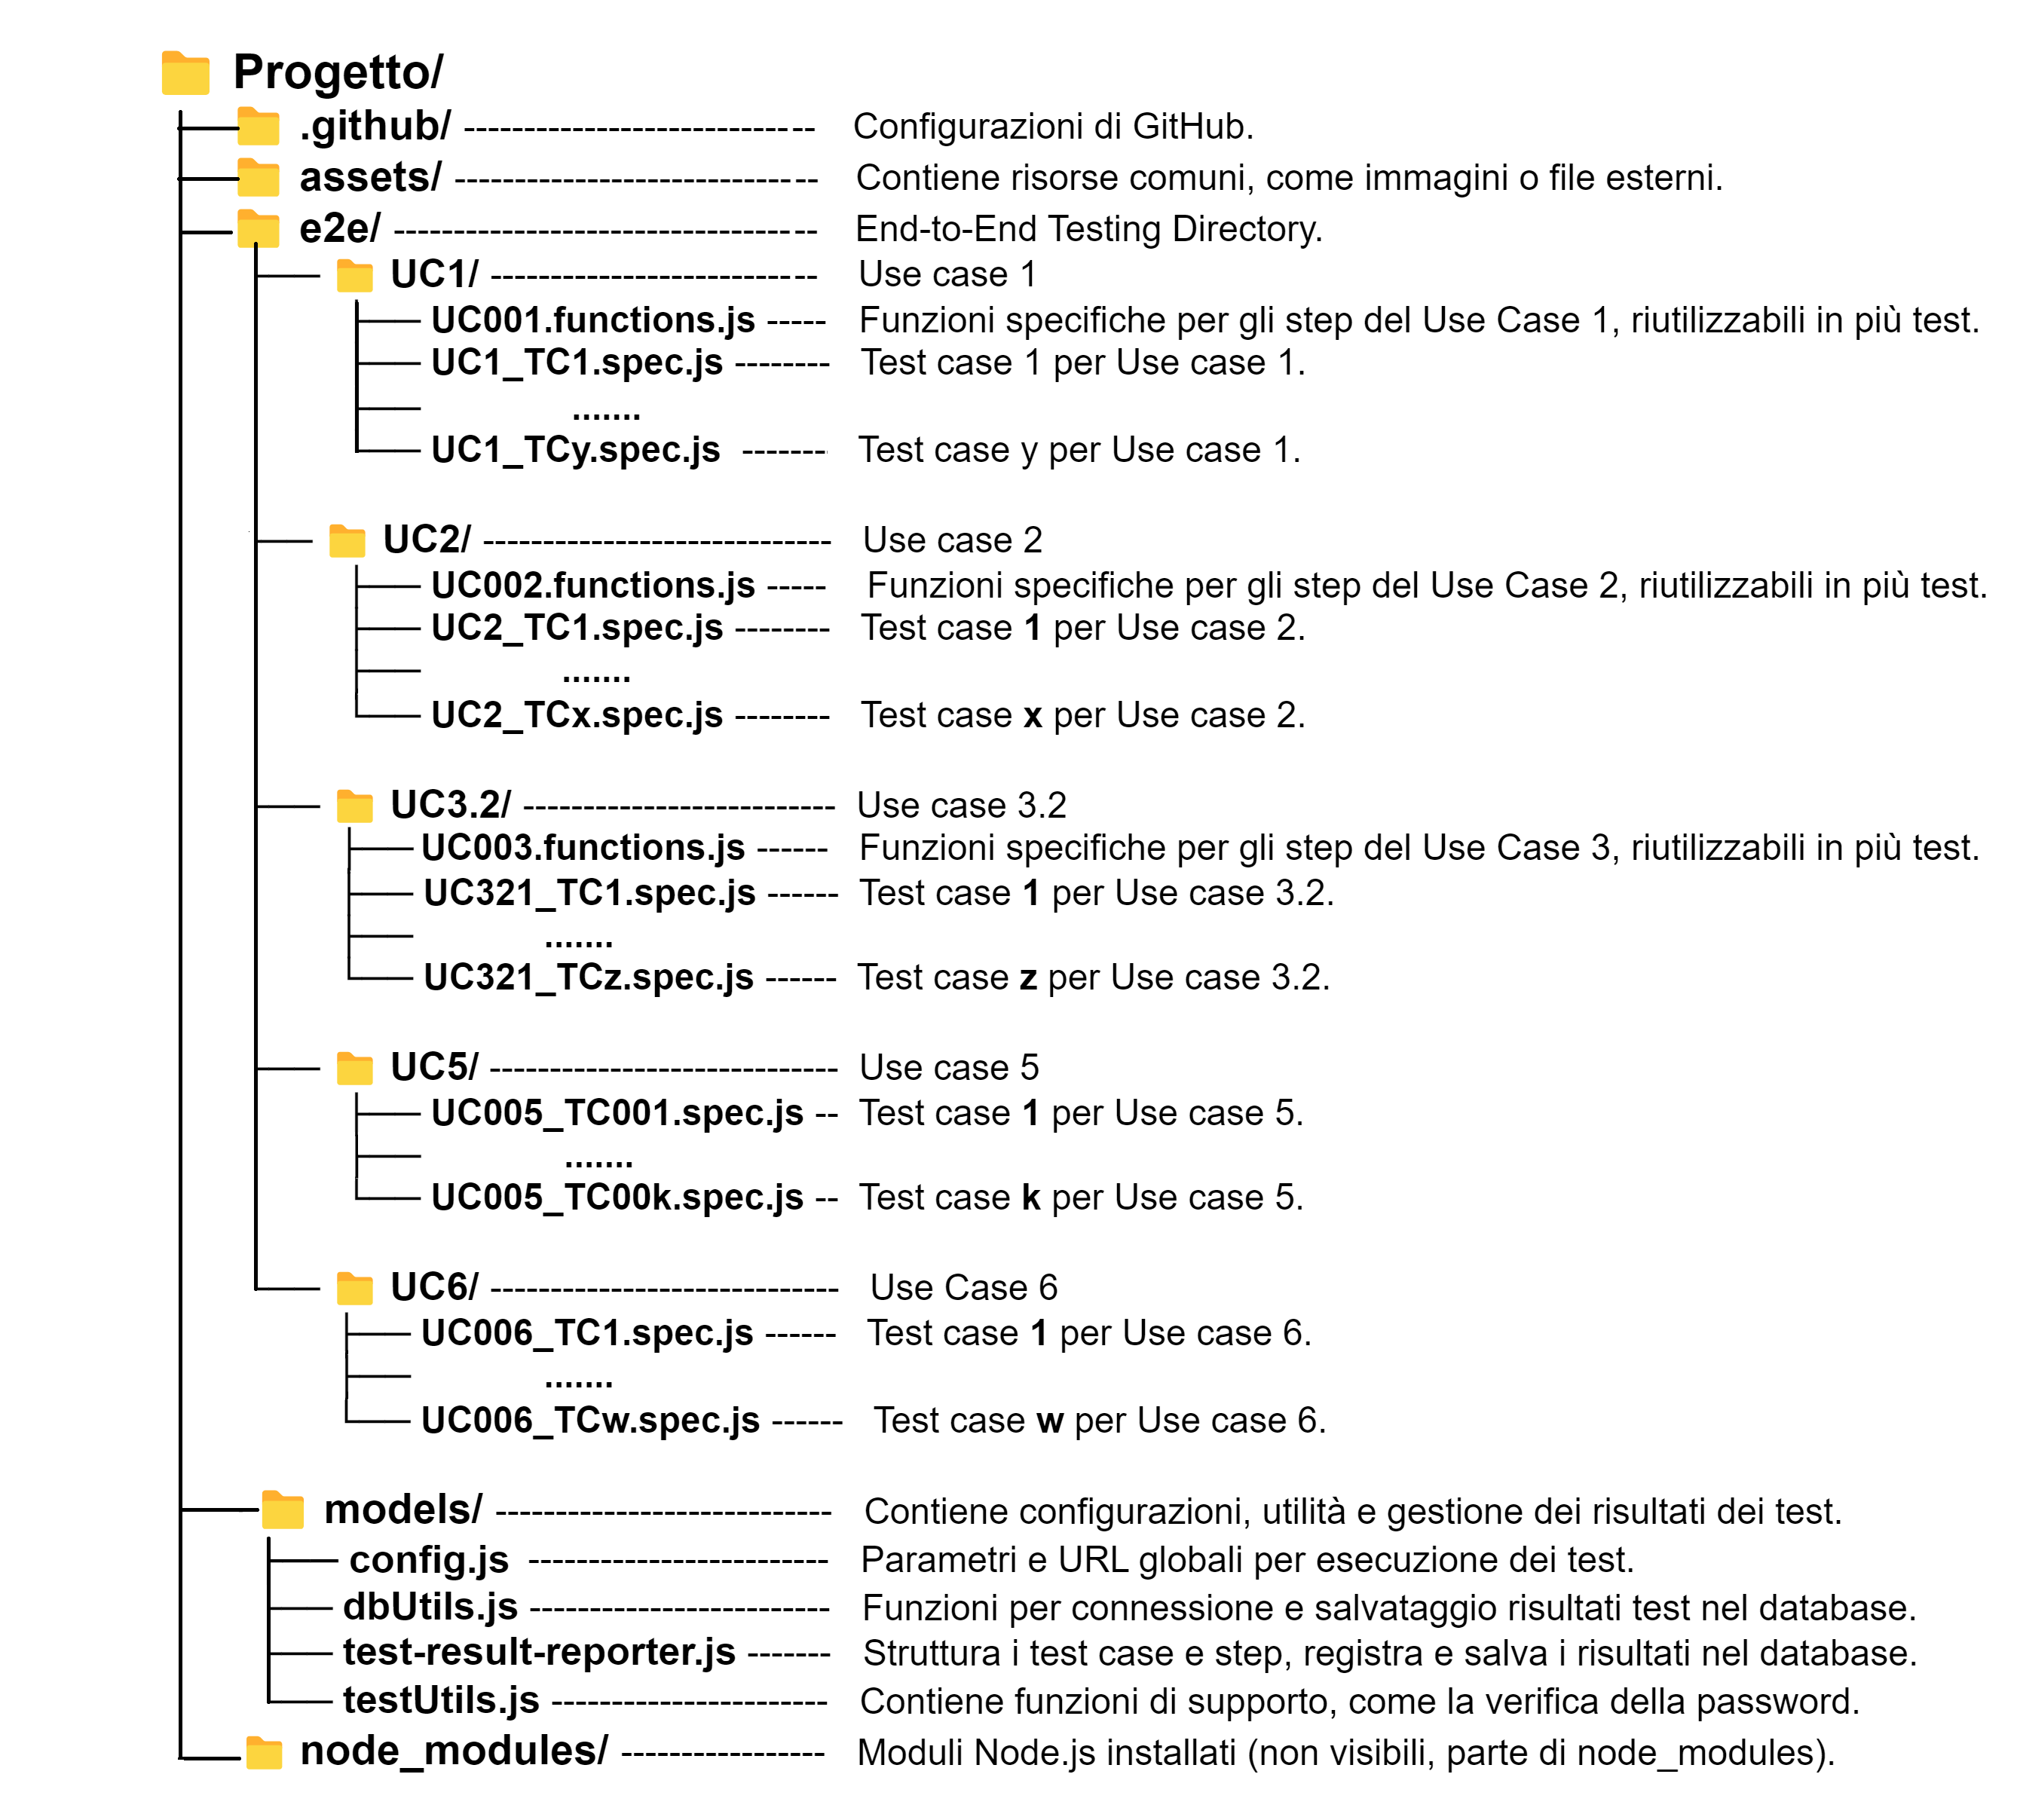 Progetto/
.github/ ----------------------------- Configurazioni di GitHub.
assets/ ------------------------------ Contiene risorse comuni, come immagini o file esterni.
e2e/ ----------------------------------- End-to-End Testing Directory.
UC1/ --------------------------- Use case 1
UC001.functions.js ----- Funzioni specifiche per gli step del Use Case 1, riutilizzabili in più test.
UC1_TC1.spec.js -------- Test case 1 per Use case 1.
.......
UC1_TCy.spec.js ------- Test case y per Use case 1.
UC2/ ----------------------------- Use case 2
UC002.functions.js ----- Funzioni specifiche per gli step del Use Case 2, riutilizzabili in più test.
UC2_TC1.spec.js -------- Test case 1 per Use case 2.
.......
UC2_TCx.spec.js -------- Test case x per Use case 2.
UC3.2/ -------------------------- Use case 3.2
UC003.functions.js ------ Funzioni specifiche per gli step del Use Case 3, riutilizzabili in più test.
UC321_TC1.spec.js ------ Test case 1 per Use case 3.2.
.......
UC321_TCz.spec.js ------ Test case z per Use case 3.2.
UC5/ ----------------------------- Use case 5
UC005_TC001.spec.js -- Test case 1 per Use case 5.
.......
UC005_TC00k.spec.js -- Test case k per Use case 5.
UC6/ ----------------------------- Use Case 6
UC006_TC1.spec.js ------ Test case 1 per Use case 6.
.......
UC006_TCw.spec.js ------ Test case w per Use case 6.
models/ ---------------------------- Contiene configurazioni, utilità e gestione dei risultati dei test.
config.js ------------------------- Parametri e URL globali per esecuzione dei test.
dbUtils.js ------------------------- Funzioni per connessione e salvataggio risultati test nel database.
test-result-reporter.js ------- Struttura i test case e step, registra e salva i risultati nel database.
testUtils.js ----------------------- Contiene funzioni di supporto, come la verifica della password.
node_modules/ ----------------- Moduli Node.js installati (non visibili, parte di node_modules).